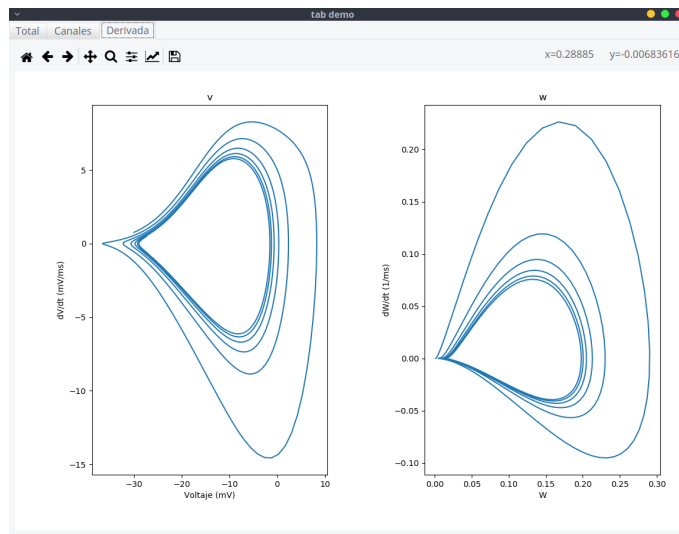 tab demo
Total Canales Derivada
x=0.28885 y=-0.00683616
V
5
0
−5
−10
−15
dV/dt (mV/ms)
−30 −20 −10 0 10
Voltaje (mV)
W
0.20
0.15
0.10
0.05
0.00
−0.05
−0.10
dW/dt (1/ms)
0.00 0.05 0.10 0.15 0.20 0.25 0.30
W